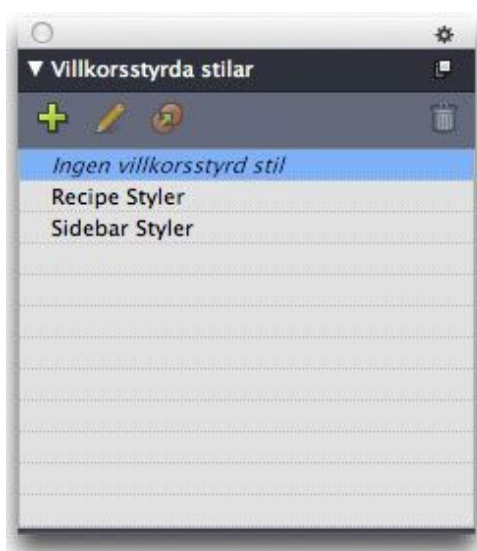 Villkorsstyrda stilar
Ingen villkorsstyrd stil
Recipe Styler
Sidebar Styler